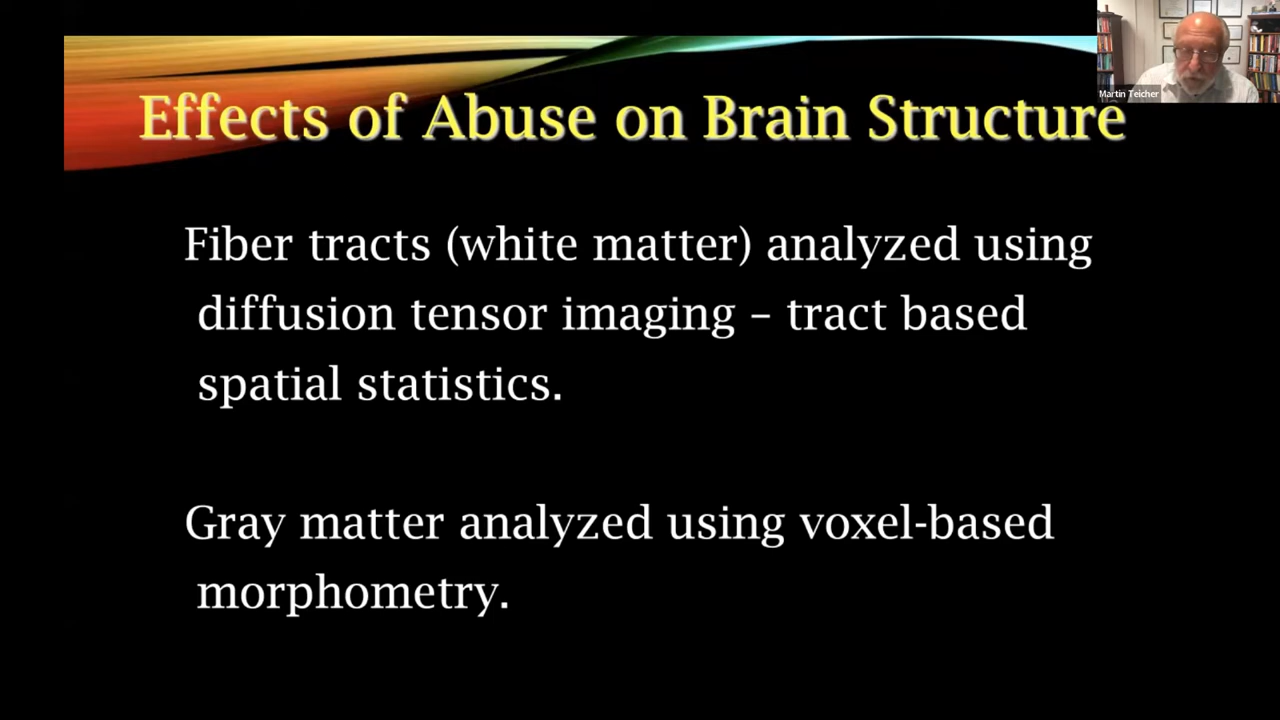 Martin Teicher
Effects of Abuse on Brain Structure
Fiber tracts (white matter) analyzed using
diffusion tensor imaging – tract based
spatial statistics.
Gray matter analyzed using voxel-based
morphometry.